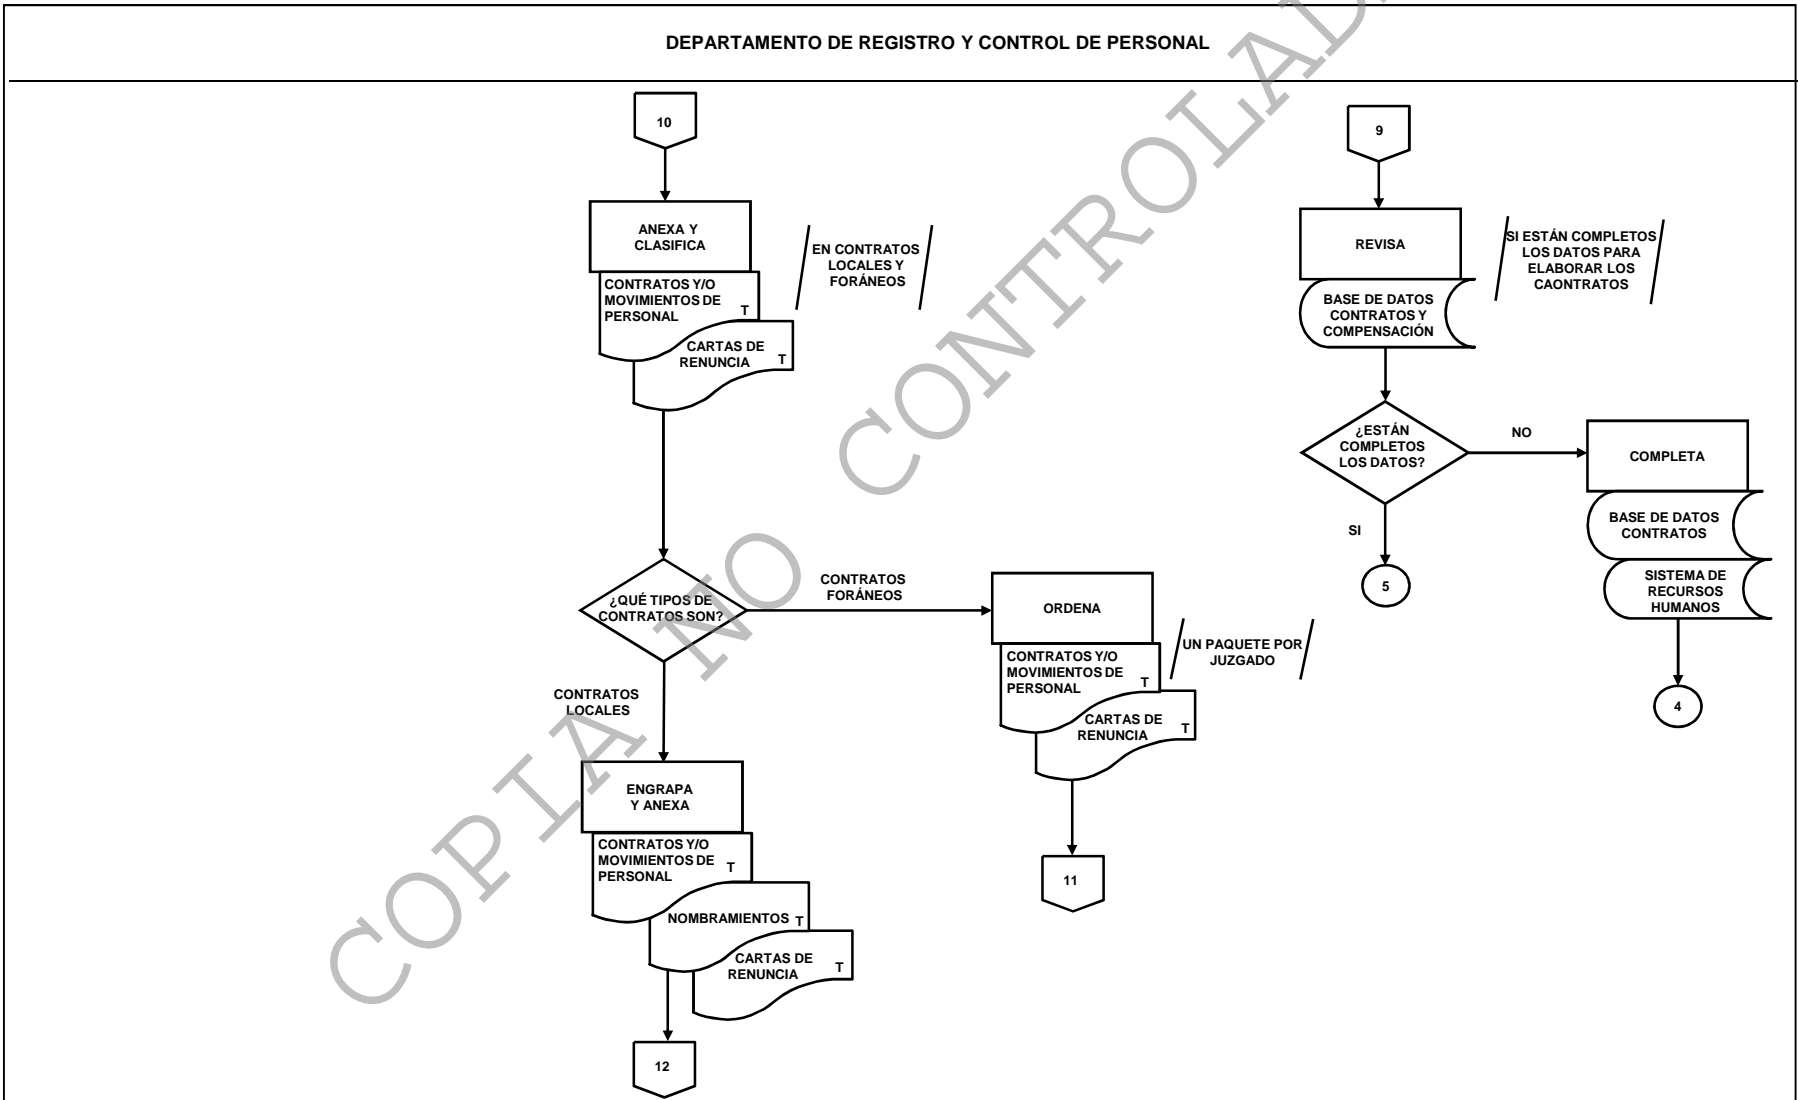 DEPARTAMENTO DE REGISTRO Y CONTROL DE PERSONAL
10
ANEXA Y
CLASIFICA
EN CONTRATOS
LOCALES Y
FORÁNEOS
CONTRATOS Y/O
MOVIMIENTOS DE
PERSONAL
T
CARTAS DE
RENUNCIA
T
¿QUÉ TIPOS DE
CONTRATOS SON?
CONTRATOS
FORÁNEOS
ORDENA
UN PAQUETE POR
JUZGADO
CONTRATOS Y/O
MOVIMIENTOS DE
PERSONAL
T
CARTAS DE
RENUNCIA
T
11
CONTRATOS
LOCALES
ENGRAPA
Y ANEXA
CONTRATOS Y/O
MOVIMIENTOS DE
PERSONAL
T
NOMBRAMIENTOS
T
CARTAS DE
RENUNCIA
T
12
9
REVISA
SI ESTÁN COMPLETOS
LOS DATOS PARA
ELABORAR LOS
CAONTRATOS
BASE DE DATOS
CONTRATOS Y
COMPENSACIÓN
¿ESTÁN
COMPLETOS
LOS DATOS?
NO
COMPLETA
BASE DE DATOS
CONTRATOS
SISTEMA DE
RECURSOS
HUMANOS
4
SI
5
COPIA NO CONTROLAD